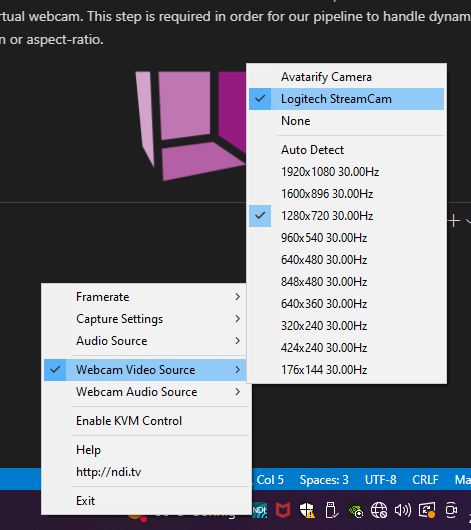 rtual webcam. This step is required in order for our pipeline to handle dynam
n or aspect-ratio.
Avatarify Camera
Logitech StreamCam
None
Auto Detect
1920x1080 30.00Hz
1600x896 30.00Hz
1280x720 30.00Hz
960x540 30.00Hz
640x480 30.00Hz
848x480 30.00Hz
640x360 30.00Hz
320x240 30.00Hz
424x240 30.00Hz
176x144 30.00Hz
Framerate
Capture Settings
Audio Source
Webcam Video Source
Webcam Audio Source
Enable KVM Control
Help
http://ndi.tv
Exit
Col 5 Spaces: 3 UTF-8 CRLF Ma
NDI